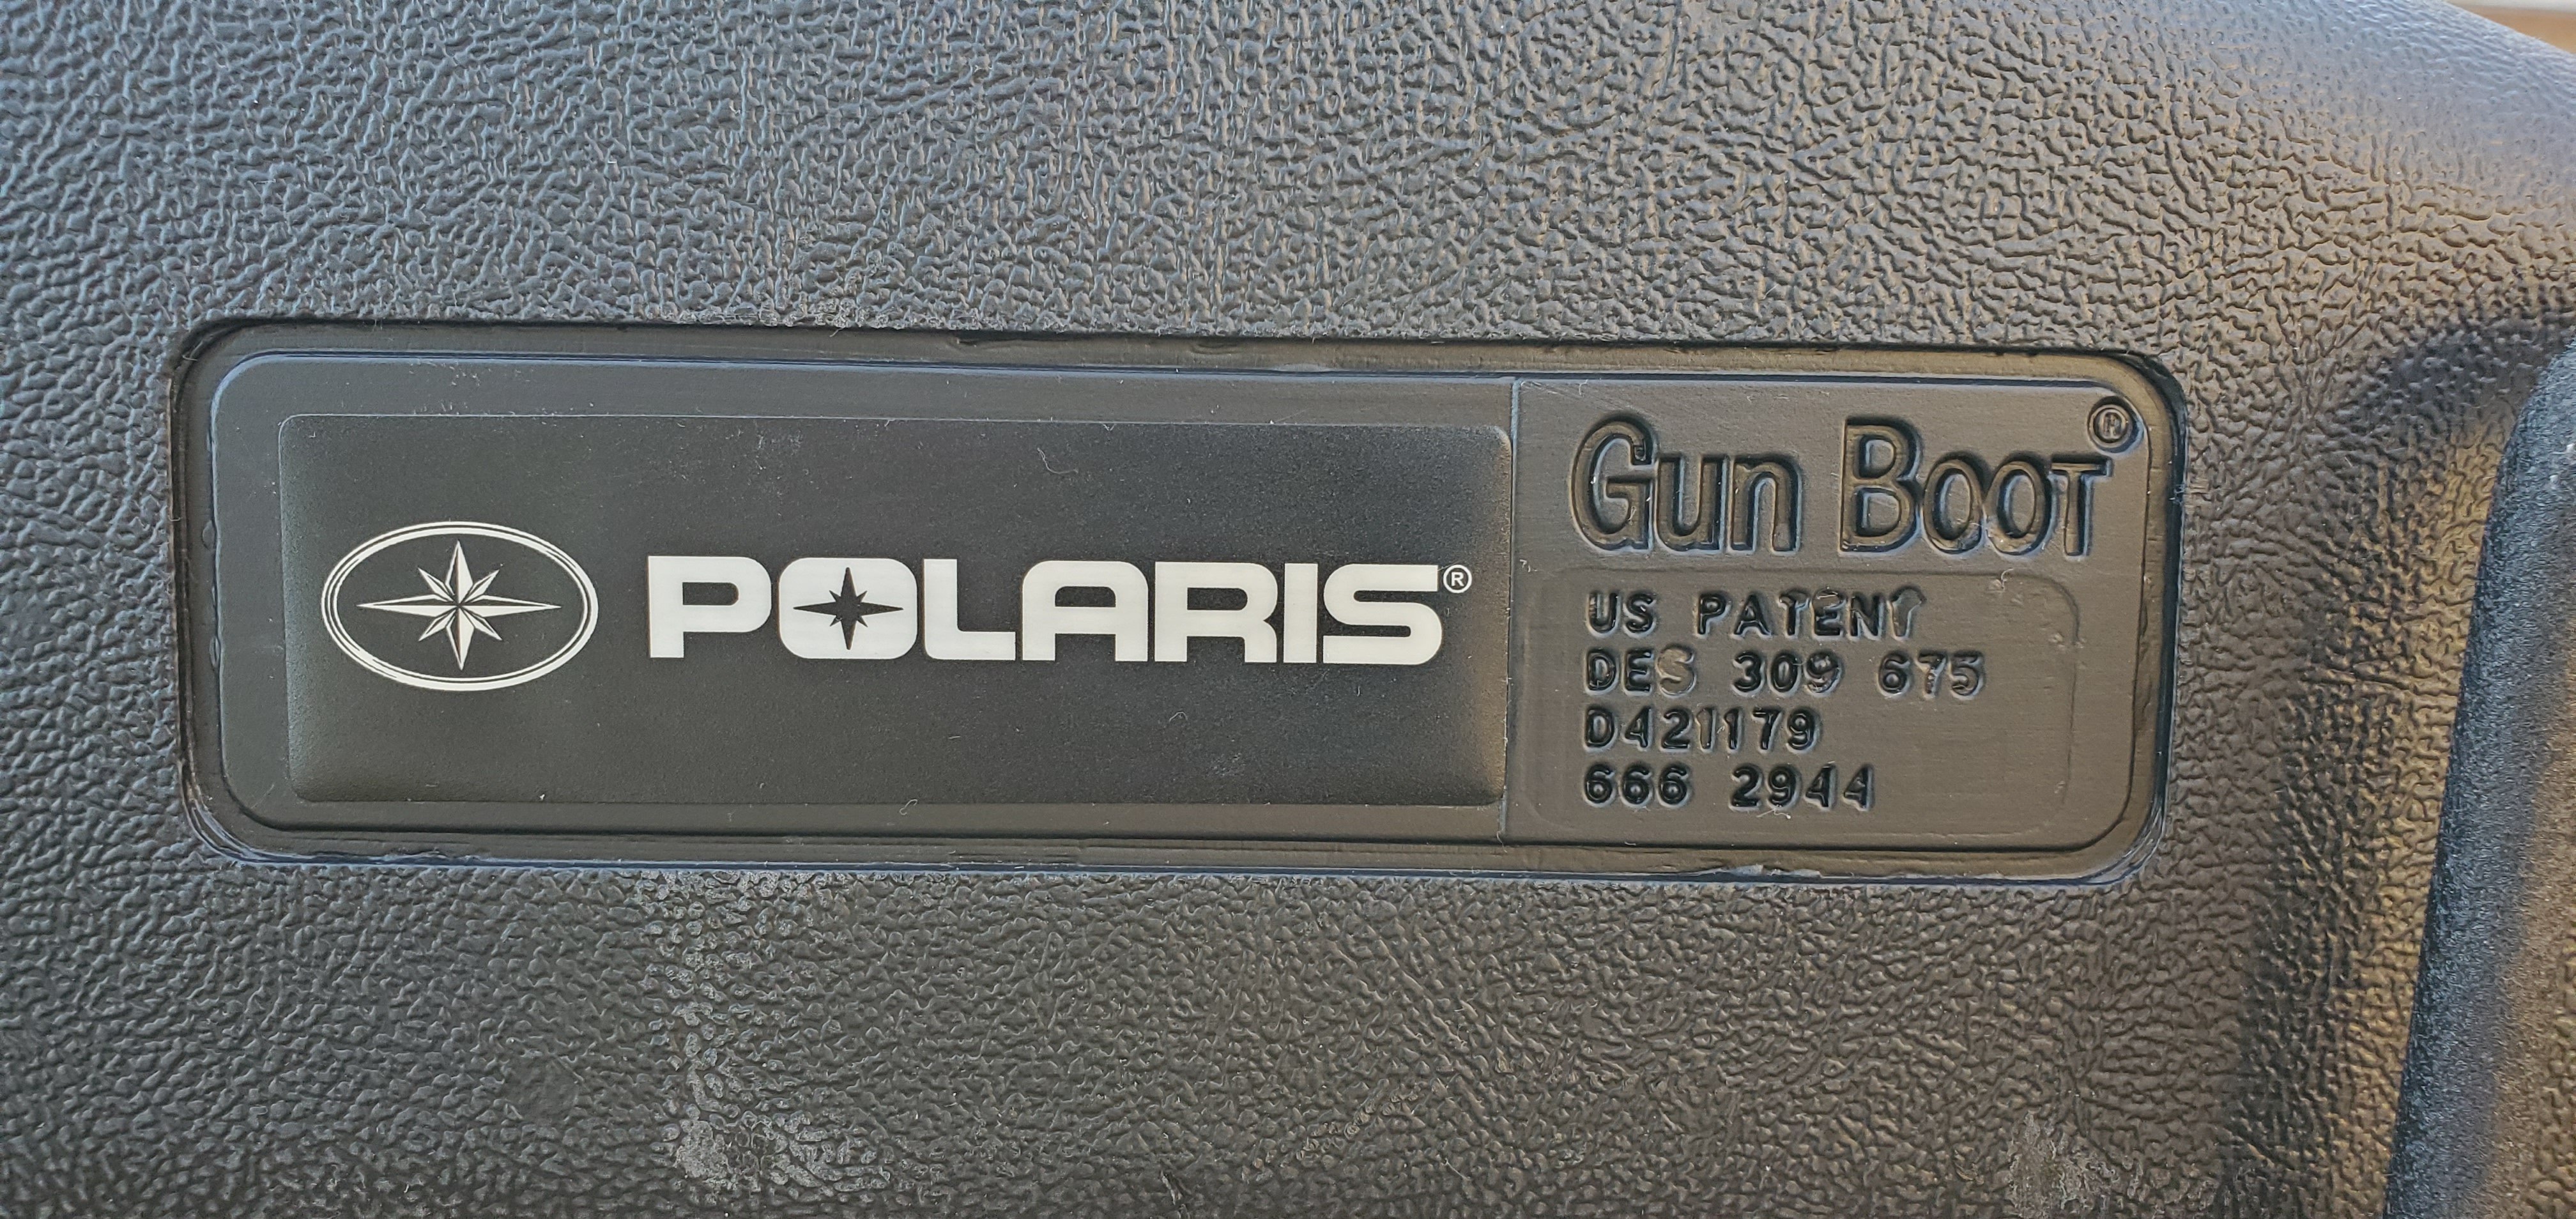 POLARIS®
Gun Boot®
US PATENT
DES 309 675
D421179
666 2944